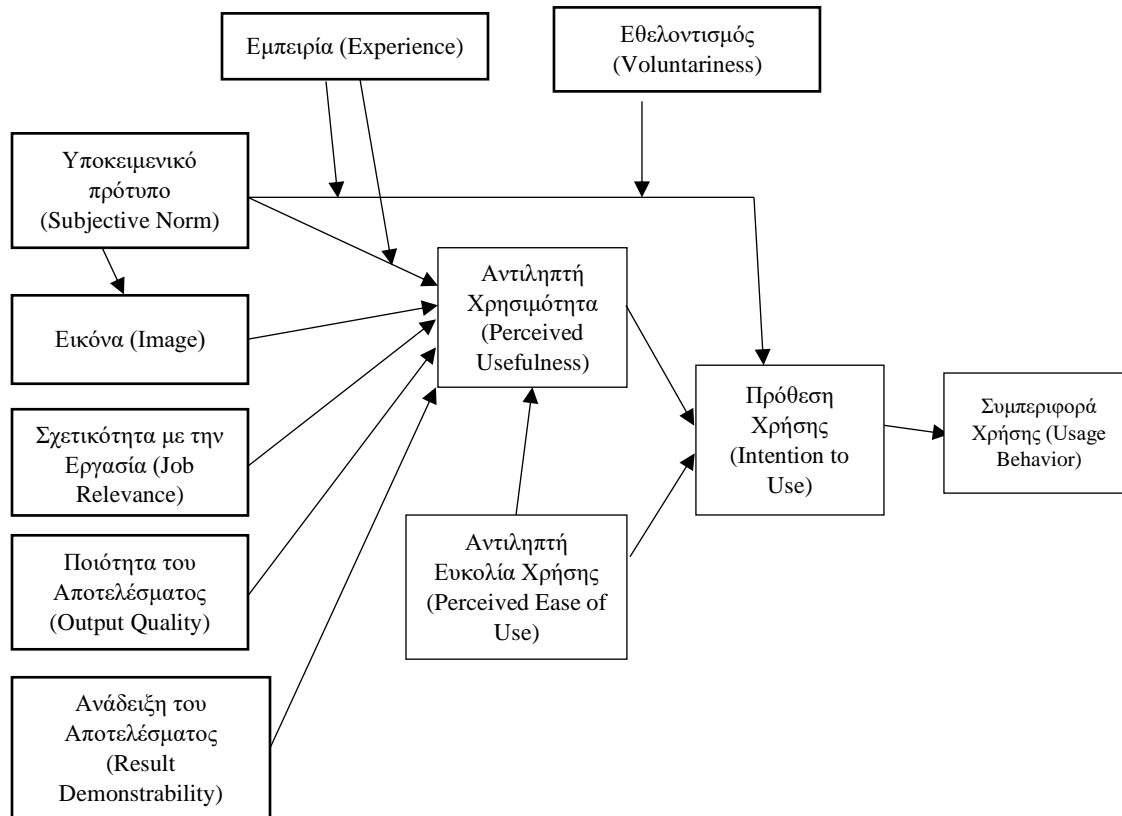 Εμπειρία (Experience)
Εθελοντισμός
(Voluntariness)
Υποκειμενικό
πρότυπο
(Subjective Norm)
Αντιληπτή
Χρησιμότητα
(Perceived
Usefulness)
Εικόνα (Image)
Πρόθεση
Χρήσης
(Intention to
Use)
Συμπεριφορά
Χρήσης (Usage
Behavior)
Σχετικότητα με την
Εργασία (Job
Relevance)
Αντιληπτή
Ευκολία Χρήσης
(Perceived Ease of
Use)
Ποιότητα του
Αποτελέσματος
(Output Quality)
Ανάδειξη του
Αποτελέσματος
(Result
Demonstrability)